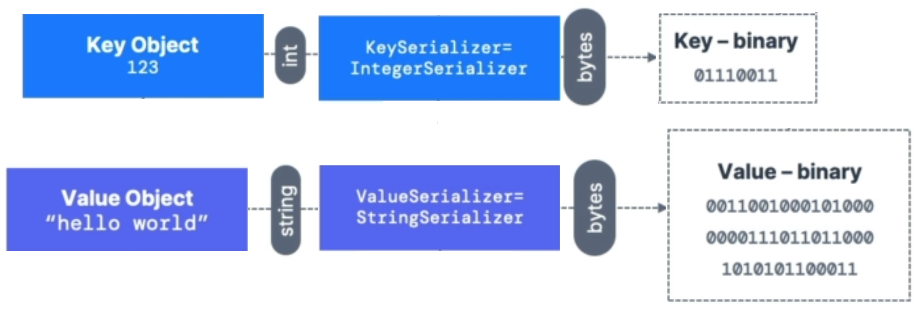 Key Object
123
int
KeySerializer=
IntegerSerializer
bytes
Key – binary
01110011
Value Object
“hello world”
string
ValueSerializer=
StringSerializer
bytes
Value – binary
0011001000101000
0000111011011000
1010101100011